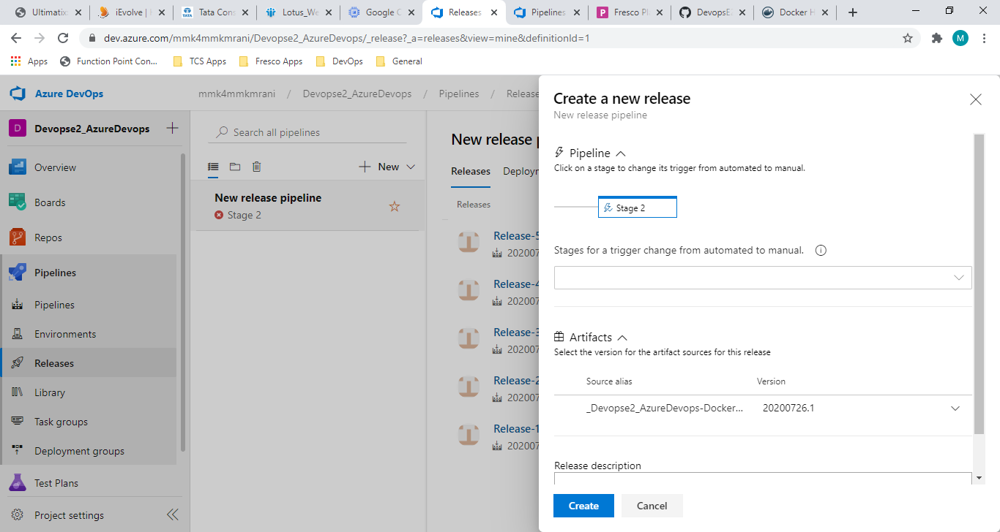 Ultimatix
iEvolve |
TATA
Tata Cons
Lotus_We
Google C
Releases
Pipelines
P
Fresco Pl
DevopsE
Docker H
dev.azure.com/mmk4mmkmrani/Devopse2_AzureDevops/_release?_a=releases&view=mine&definitionId=1
M
Apps
Function Point Con...
TCS Apps
Fresco Apps
DevOps
General
Azure DevOps
mmk4mmkmrani / Devopse2_AzureDevops / Pipelines / Release
D
Devopse2_AzureDevops
Overview
Boards
Repos
Pipelines
Pipelines
Environments
Releases
Library
Task groups
Deployment groups
Test Plans
Project settings
Search all pipelines
New
New release pipeline
Stage 2
New release p
Releases
Deploym
Releases
Release-5
202007
Release-4
202007
Release-3
202007
Release-2
202007
Release-1
202007
Create a new release
New release pipeline
Pipeline
Click on a stage to change its trigger from automated to manual.
Stage 2
Stages for a trigger change from automated to manual.
Artifacts
Select the version for the artifact sources for this release
Source alias
Version
_Devopse2_AzureDevops-Docker...
20200726.1
Release description
Create
Cancel